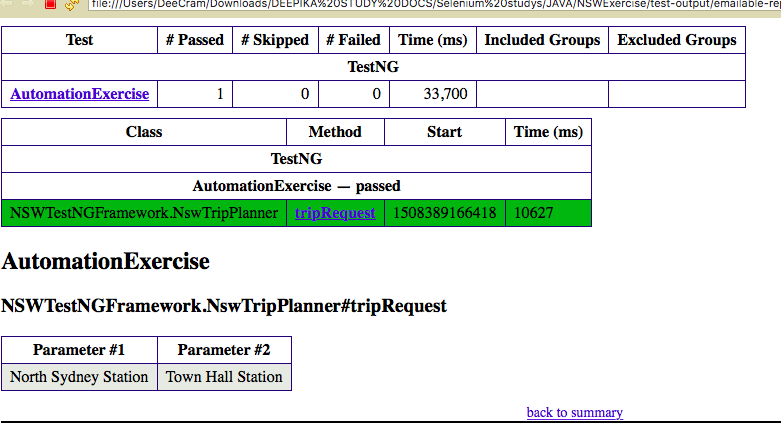 file:///Users/DeeCram/Downloads/DEEPIKA%20STUDY%20DOCS/Selenium%20studys/JAVA/NSWExercise/test-output/emailable-rep
Test # Passed # Skipped # Failed Time (ms) Included Groups Excluded Groups
TestNG
AutomationExercise 1 0 0 33,700
Class Method Start Time (ms)
TestNG
AutomationExercise — passed
NSWTestNGFramework.NswTripPlanner tripRequest 1508389166418 10627
AutomationExercise
NSWTestNGFramework.NswTripPlanner#tripRequest
Parameter #1 Parameter #2
North Sydney Station Town Hall Station
back to summary